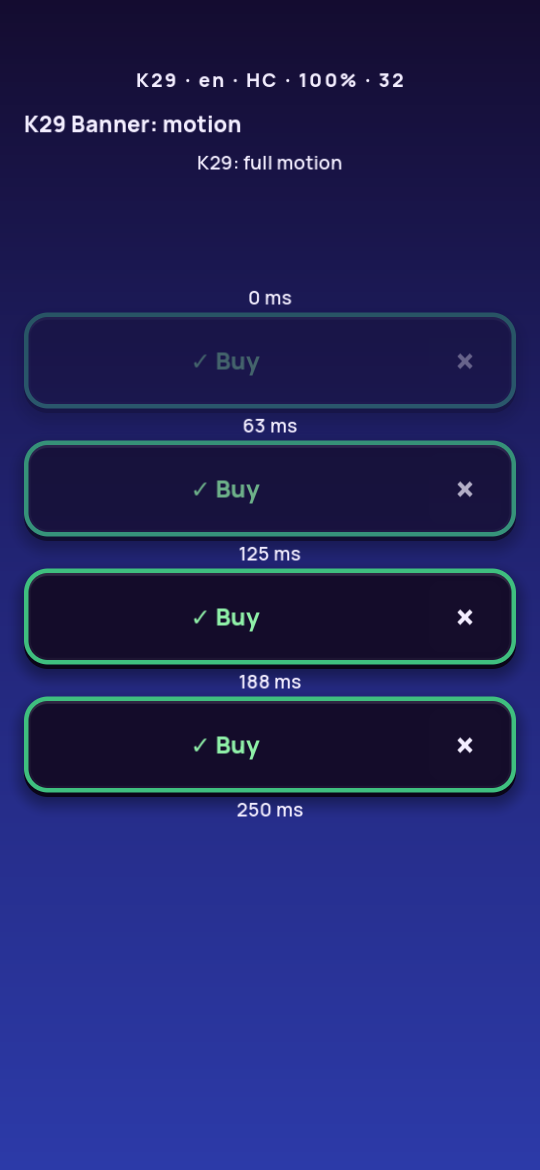 K29 · en · HC · 100% · 32
K29 Banner: motion
K29: full motion
0 ms
✓ Buy ×
63 ms
✓ Buy ×
125 ms
✓ Buy ×
188 ms
✓ Buy ×
250 ms